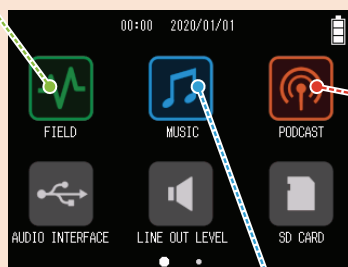 00:00 2020/01/01
FIELD MUSIC PODCAST
AUDIO INTERFACE LINE OUT LEVEL SD CARD